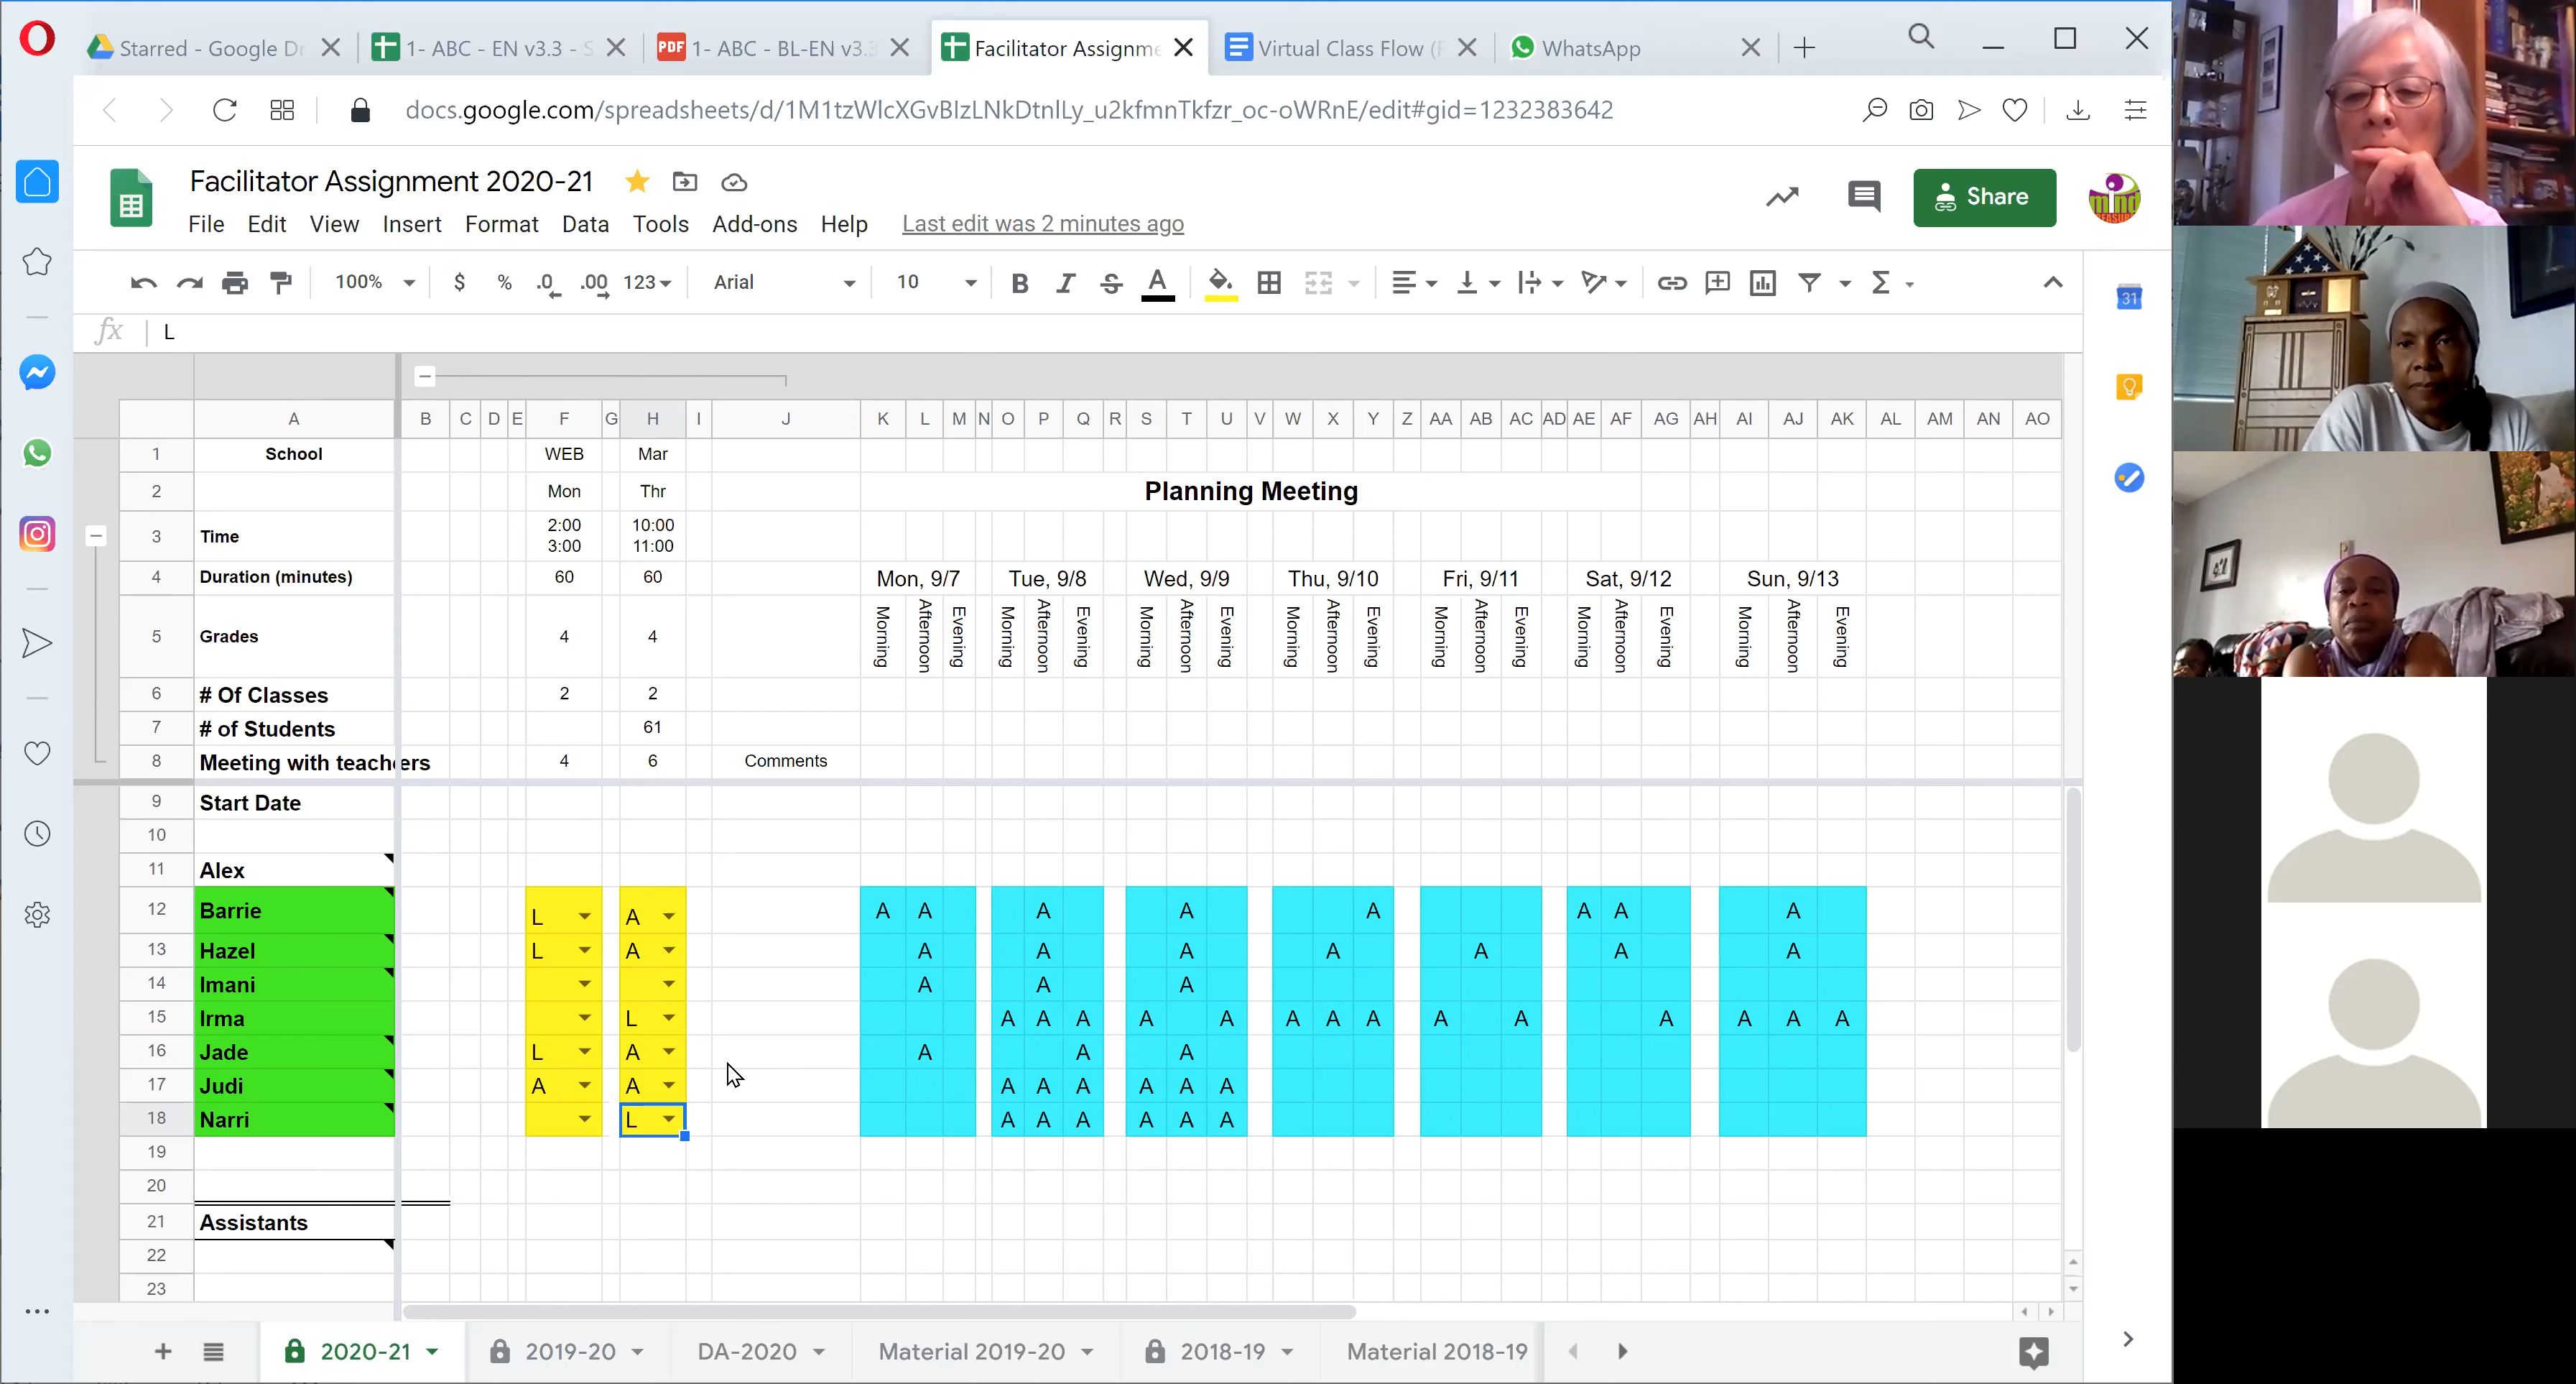 Starred - Google Dr
1- ABC - EN v3.3 - S
PDF 1- ABC - BL-EN v3.3
Facilitator Assignme
Virtual Class Flow (F
WhatsApp
docs.google.com/spreadsheets/d/1M1tzWlcXGvBIzLNkDtnlLy_u2kfmnTkfzr_oc-oWRnE/edit#gid=1232383642
Facilitator Assignment 2020-21
File Edit View Insert Format Data Tools Add-ons Help Last edit was 2 minutes ago
Share
mind
100% $ % .0 .00 123 Arial 10 B I S A Σ
31
fx L
A B C D E F G H I J K L M N O P Q R S T U V W X Y Z AA AB AC AD AE AF AG AH AI AJ AK AL AM AN AO
1 School WEB Mar
2 Mon Thr Planning Meeting
3 Time 2:00 3:00 10:00 11:00
4 Duration (minutes) 60 60 Mon, 9/7 Tue, 9/8 Wed, 9/9 Thu, 9/10 Fri, 9/11 Sat, 9/12 Sun, 9/13
5 Grades 4 4 Morning Afternoon Evening Morning Afternoon Evening Morning Afternoon Evening Morning Afternoon Evening Morning Afternoon Evening Morning Afternoon Evening Morning Afternoon Evening
6 # Of Classes 2 2
7 # of Students 61
8 Meeting with teachers 4 6 Comments
9 Start Date
10
11 Alex
12 Barrie L A A A A A A A A A
13 Hazel L A A A A A A A A
14 Imani A A A
15 Irma L A A A A A A A A A A A A A A
16 Jade L A A A A
17 Judi A A A A A A A A
18 Narri L A A A A A A
19
20
21 Assistants
22
23
2020-21 2019-20 DA-2020 Material 2019-20 2018-19 Material 2018-19